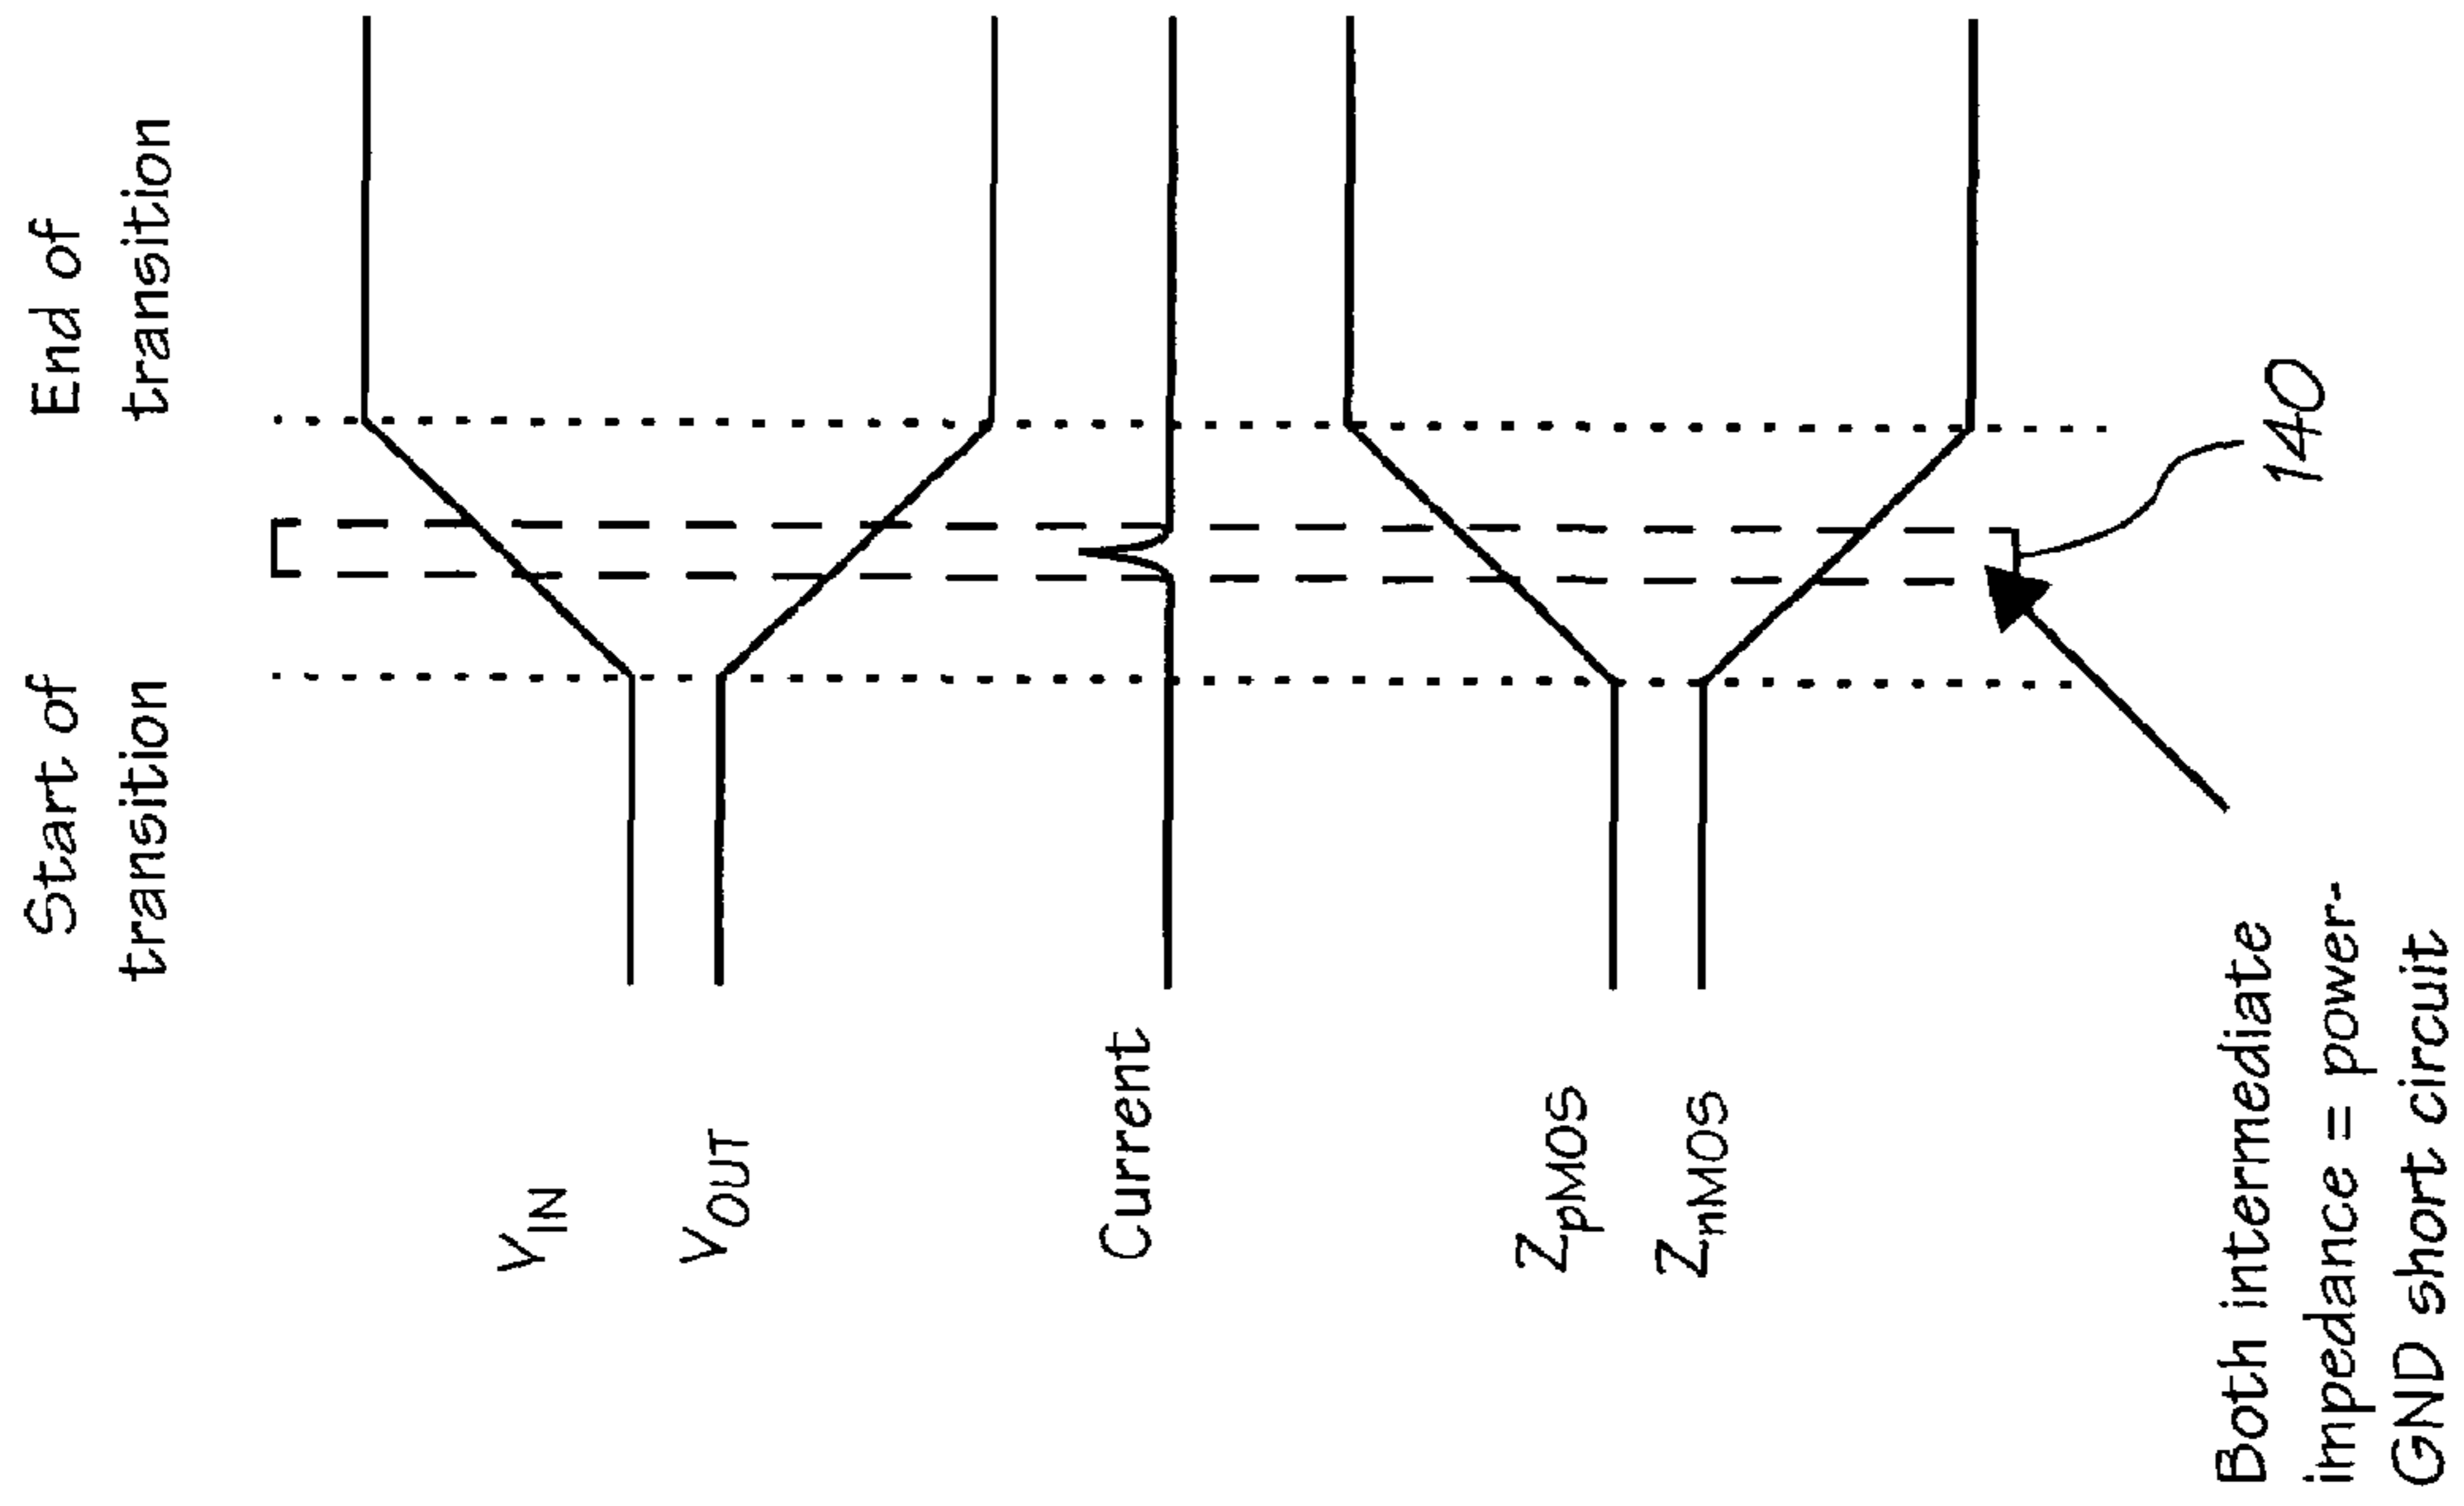 Start of
transition
End of
transition
V_IN
V_OUT
Current
Z_pMOS
Z_nMOS
140
Both intermediate
impedance = power-
GND short circuit